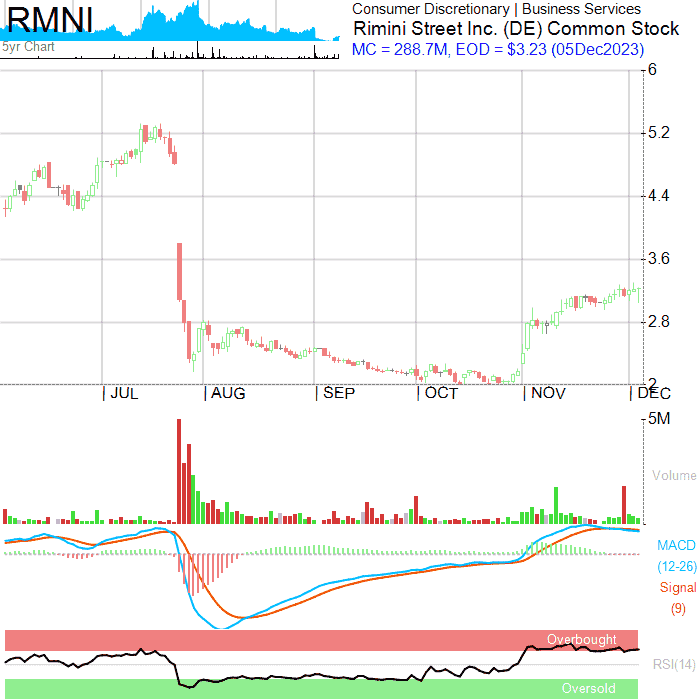 RMNI
Consumer Discretionary | Business Services
Rimini Street Inc. (DE) Common Stock
5yr Chart
MC = 288.7M, EOD = $3.23 (05Dec2023)
6
5.2
4.4
3.6
2.8
2
JUL AUG SEP OCT NOV DEC
5M
Volume
MACD
(12-26)
Signal
(9)
Overbought
RSI(14)
Oversold